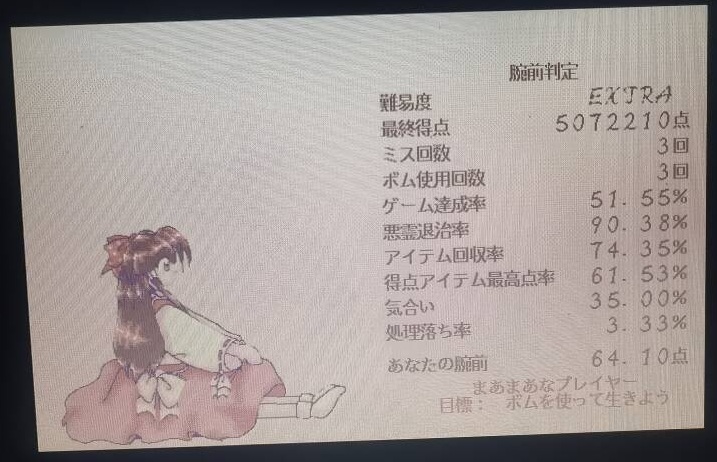 腕前判定
難易度 EXTRA
最終得点 5072210点
ミス回数 3回
ボム使用回数 3回
ゲーム達成率 51.55%
悪霊退治率 90.38%
アイテム回収率 74.35%
得点アイテム最高点率 61.53%
気合い 35.00%
処理落ち率 3.33%
あなたの腕前 64.10点
まあまあなプレイヤー
目標： ボムを使って生きよう